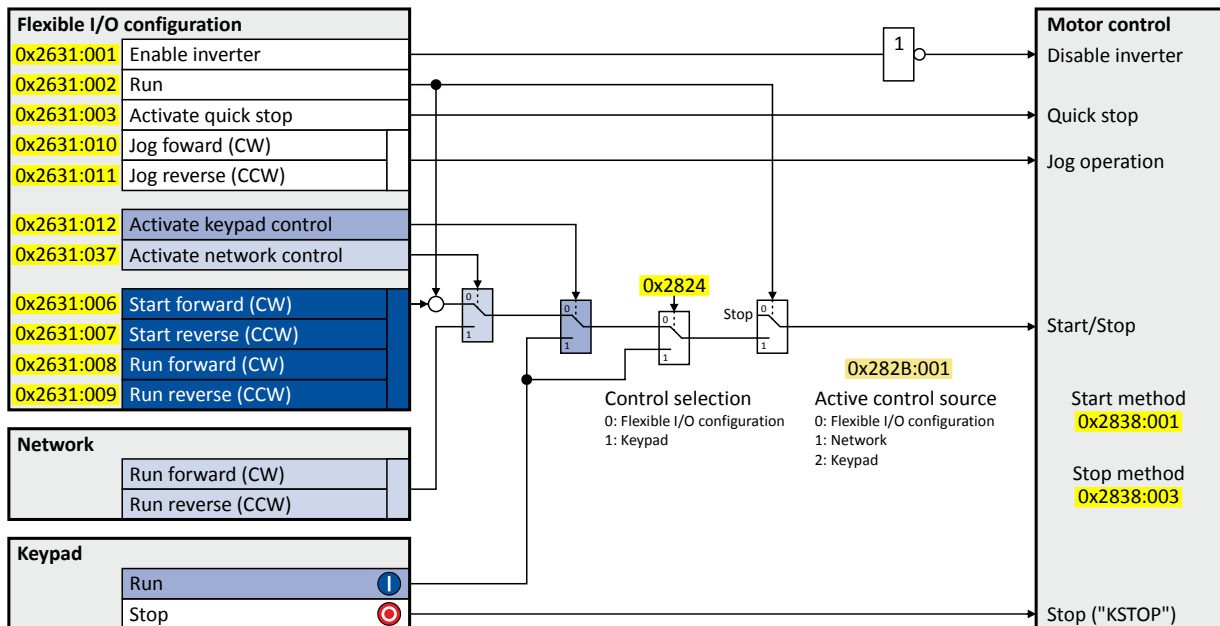 Flexible I/O configuration
0x2631:001 Enable inverter
0x2631:002 Run
0x2631:003 Activate quick stop
0x2631:010 Jog foward (CW)
0x2631:011 Jog reverse (CCW)
0x2631:012 Activate keypad control
0x2631:037 Activate network control
0x2631:006 Start forward (CW)
0x2631:007 Start reverse (CCW)
0x2631:008 Run forward (CW)
0x2631:009 Run reverse (CCW)
Network
Run forward (CW)
Run reverse (CCW)
Keypad
Run
Stop
1
0
1
0
1
0x2824
0
1
Stop
0
1
Control selection
0: Flexible I/O configuration
1: Keypad
0x282B:001
Active control source
0: Flexible I/O configuration
1: Network
2: Keypad
Motor control
Disable inverter
Quick stop
Jog operation
Start/Stop
Start method
0x2838:001
Stop method
0x2838:003
Stop ("KSTOP")